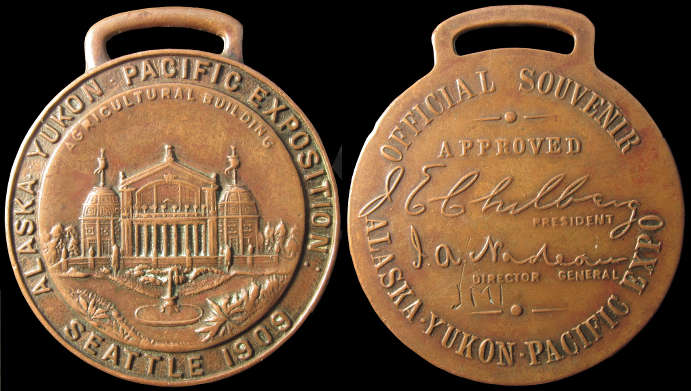 ALASKA · YUKON · PACIFIC EXPOSITION ·
AGRICULTURAL BUILDING
SEATTLE 1909
OFFICIAL SOUVENIR
APPROVED
J E Chilberg
PRESIDENT
I. A. Nadeau
DIRECTOR GENERAL
ALASKA·YUKON·PACIFIC EXPO